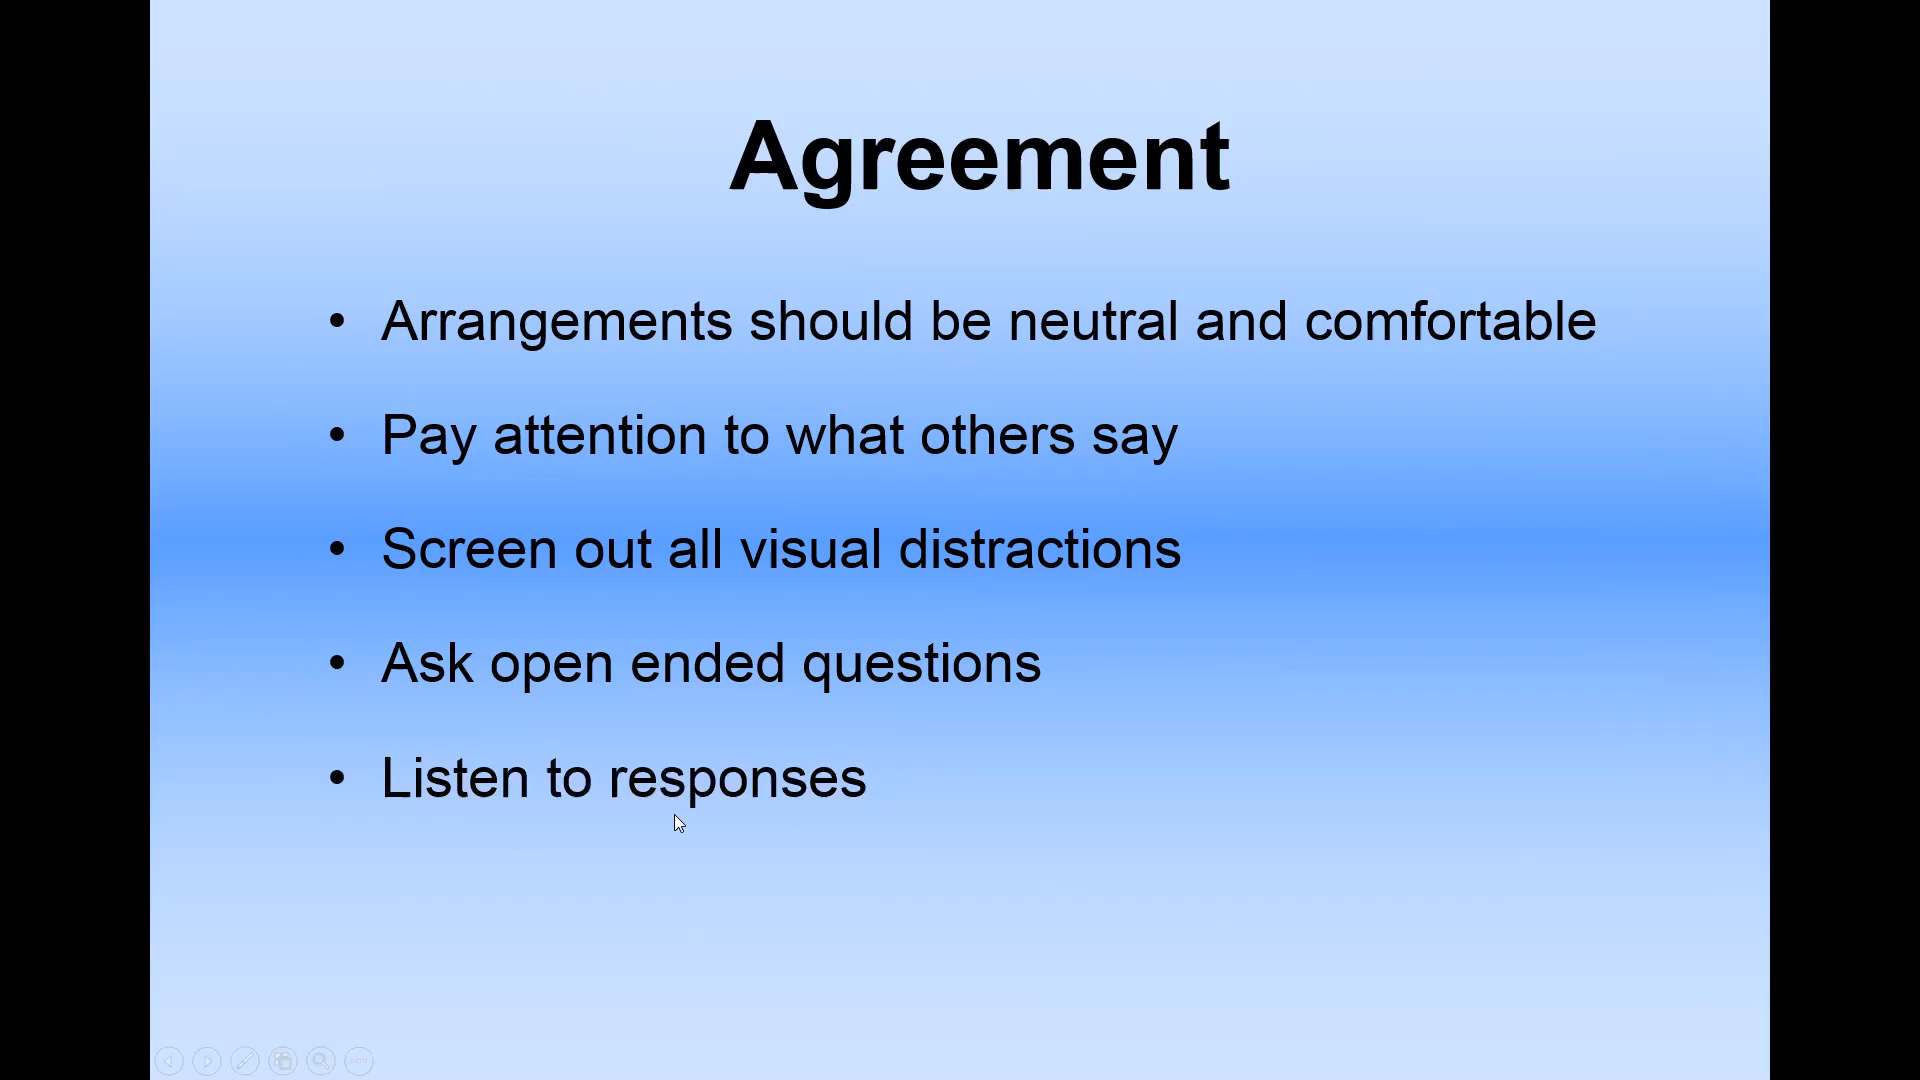 Agreement
• Arrangements should be neutral and comfortable
• Pay attention to what others say
• Screen out all visual distractions
• Ask open ended questions
• Listen to responses